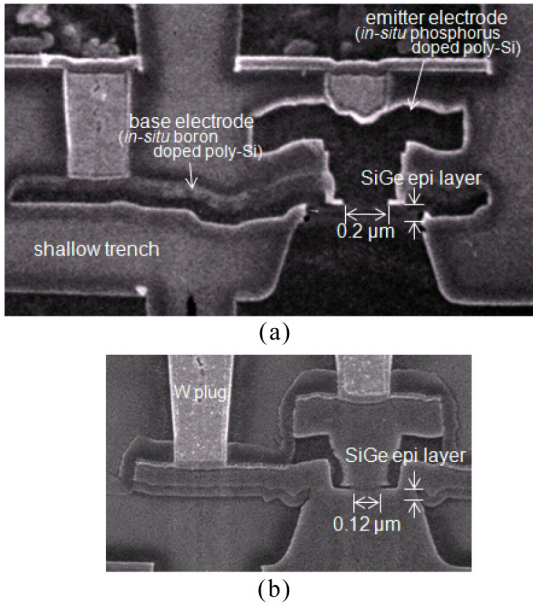 emitter electrode
(in-situ phosphorus
doped poly-Si)
base electrode
(in-situ boron
doped poly-Si)
SiGe epi layer
0.2 μm
shallow trench
(a)
W plug
SiGe epi layer
0.12 μm
(b)